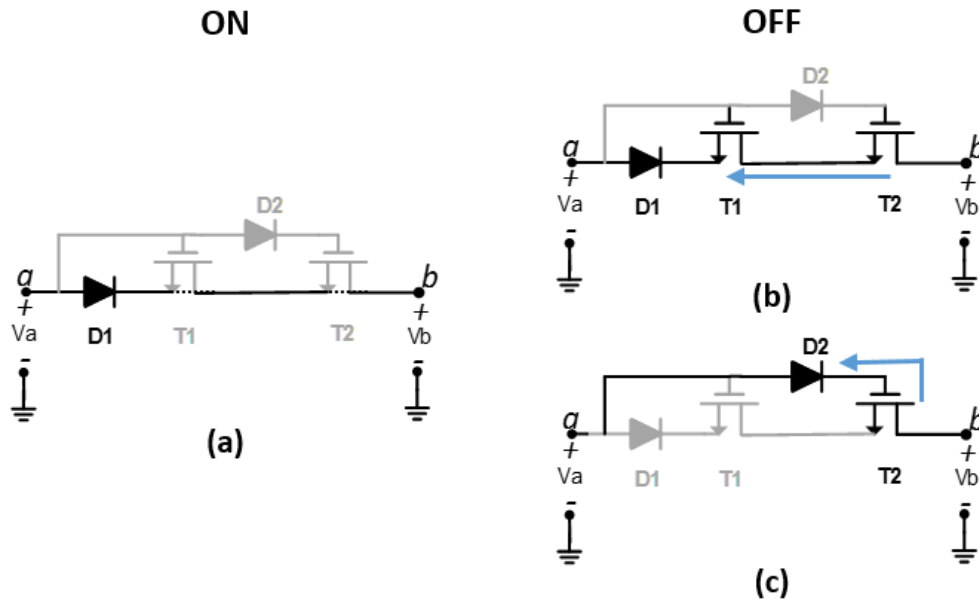 ON
OFF
D2
a
b
+
+
Va
D1
T1
T2
Vb
-
-
(b)
D2
a
b
+
+
Va
D1
T1
T2
Vb
-
-
(a)
D2
a
b
+
+
Va
D1
T1
T2
Vb
-
-
(c)